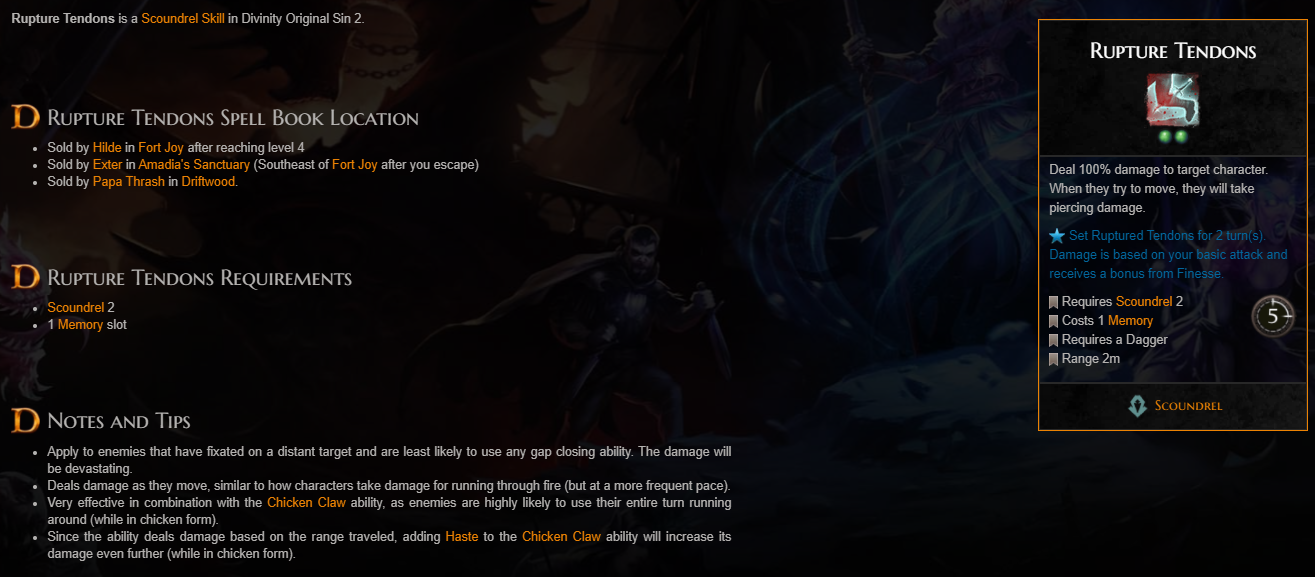 Rupture Tendons is a Scoundrel Skill in Divinity Original Sin 2.
Rupture Tendons Spell Book Location
Sold by Hilde in Fort Joy after reaching level 4
Sold by Exter in Amadia's Sanctuary (Southeast of Fort Joy after you escape)
Sold by Papa Thrash in Driftwood.
Rupture Tendons Requirements
Scoundrel 2
1 Memory slot
Notes and Tips
Apply to enemies that have fixated on a distant target and are least likely to use any gap closing ability. The damage will
be devastating.
Deals damage as they move, similar to how characters take damage for running through fire (but at a more frequent pace).
Very effective in combination with the Chicken Claw ability, as enemies are highly likely to use their entire turn running
around (while in chicken form).
Since the ability deals damage based on the range traveled, adding Haste to the Chicken Claw ability will increase its
damage even further (while in chicken form).
Rupture Tendons
Deal 100% damage to target character.
When they try to move, they will take
piercing damage.
Set Ruptured Tendons for 2 turn(s).
Damage is based on your basic attack and
receives a bonus from Finesse.
Requires Scoundrel 2
Costs 1 Memory
Requires a Dagger
Range 2m
5
Scoundrel